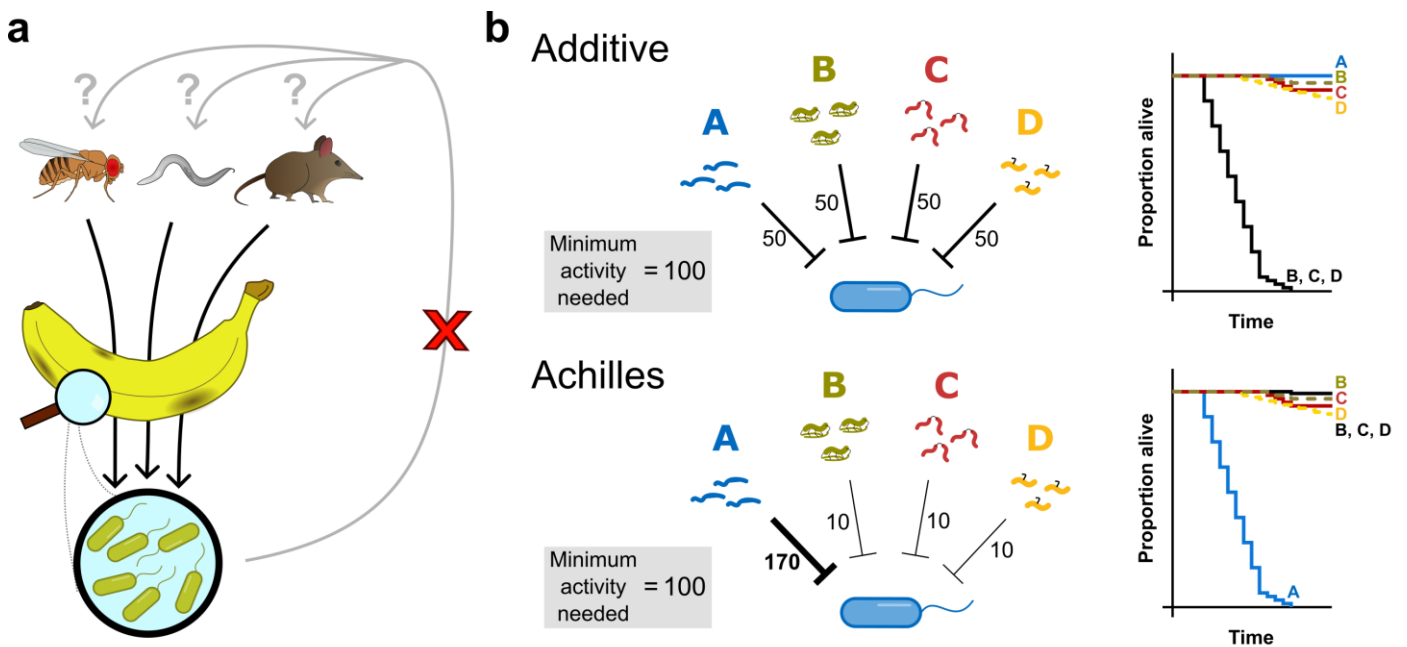 a
?
?
?
X
b
Additive
A
B
C
D
50
50
50
50
Minimum
activity = 100
needed
Proportion alive
A
B
C
D
B, C, D
Time
Achilles
A
B
C
D
170
10
10
10
Minimum
activity = 100
needed
Proportion alive
B
C
D
B, C, D
A
Time